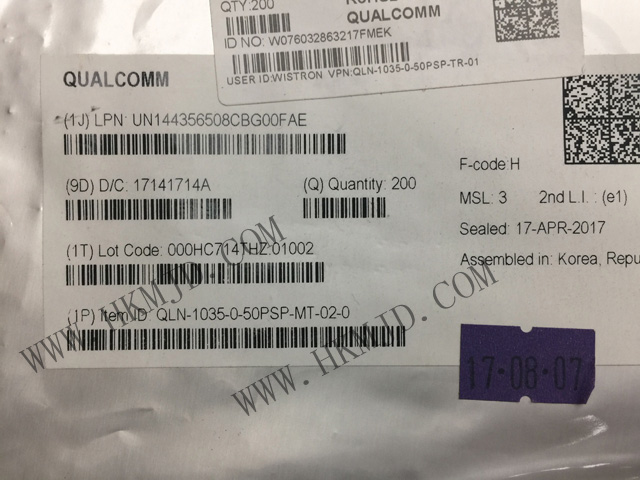 QTY:200
QUALCOMM
ID NO: W076032863217FMEK
USER ID:WISTRON VPN:QLN-1035-0-50PSP-TR-01
QUALCOMM
(1J) LPN: UN144356508CBG00FAE
(9D) D/C: 17141714A
(Q) Quantity: 200
(1T) Lot Code: 000HC714THZ.01002
(1P) Item ID: QLN-1035-0-50PSP-MT-02-0
F-code: H
MSL: 3 2nd L.I. : (e1)
Sealed: 17-APR-2017
Assembled in: Korea, Repu
17·08·07
WWW.HKMJD.COM
WWW.HKMJD.COM